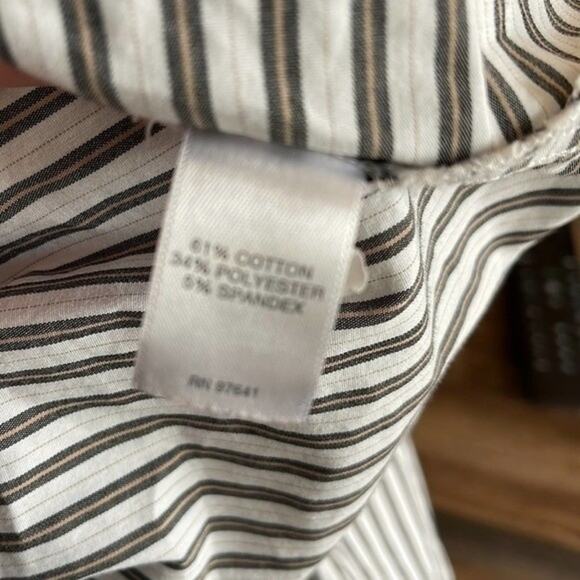 61% COTTON
34% POLYESTER
5% SPANDEX
RN 97641